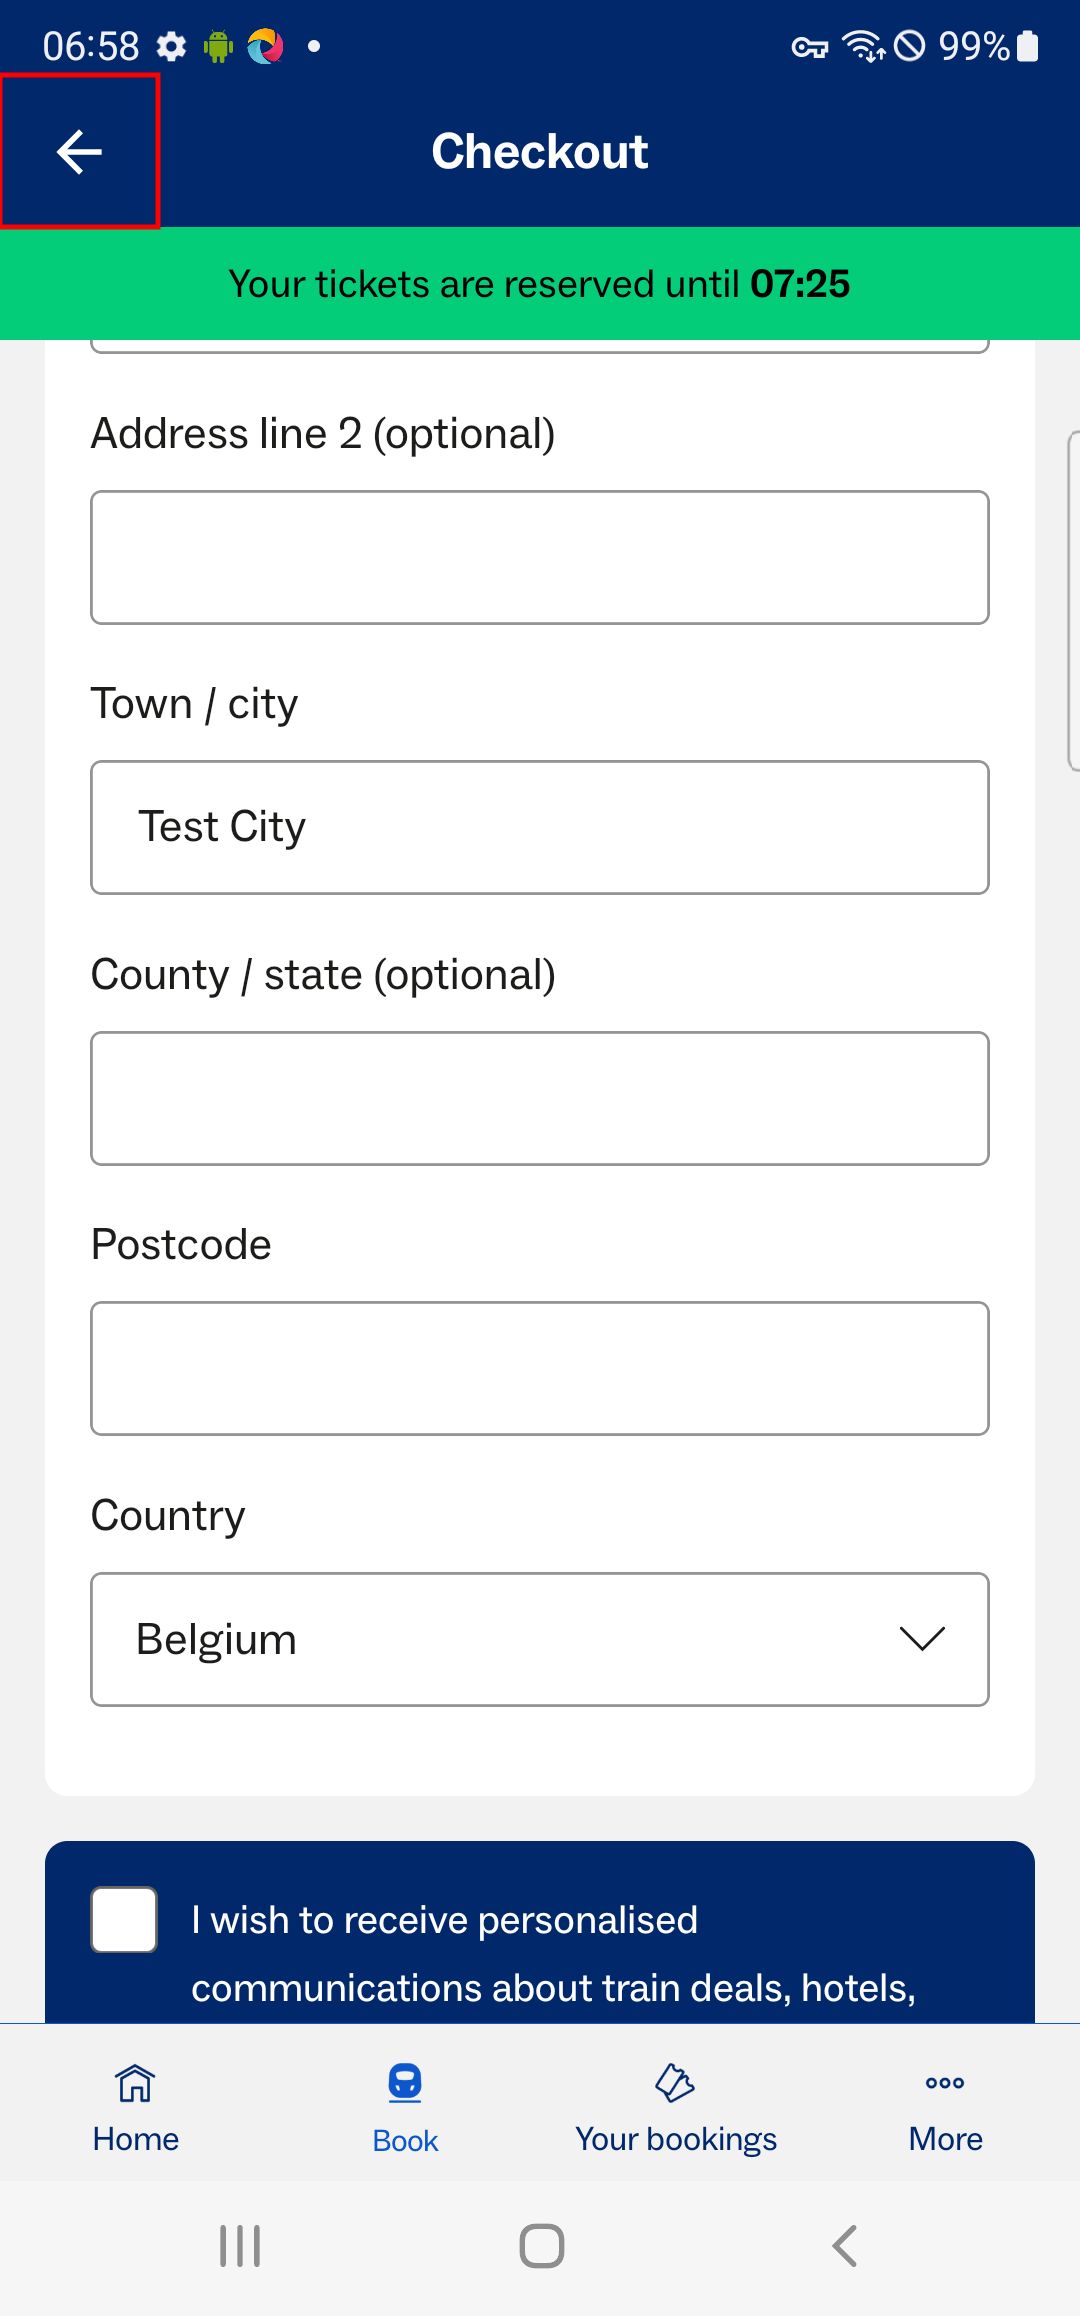 06:58
99%
Checkout
Your tickets are reserved until 07:25
Address line 2 (optional)
Town / city
Test City
County / state (optional)
Postcode
Country
Belgium
I wish to receive personalised
communications about train deals, hotels,
Home
Book
Your bookings
More